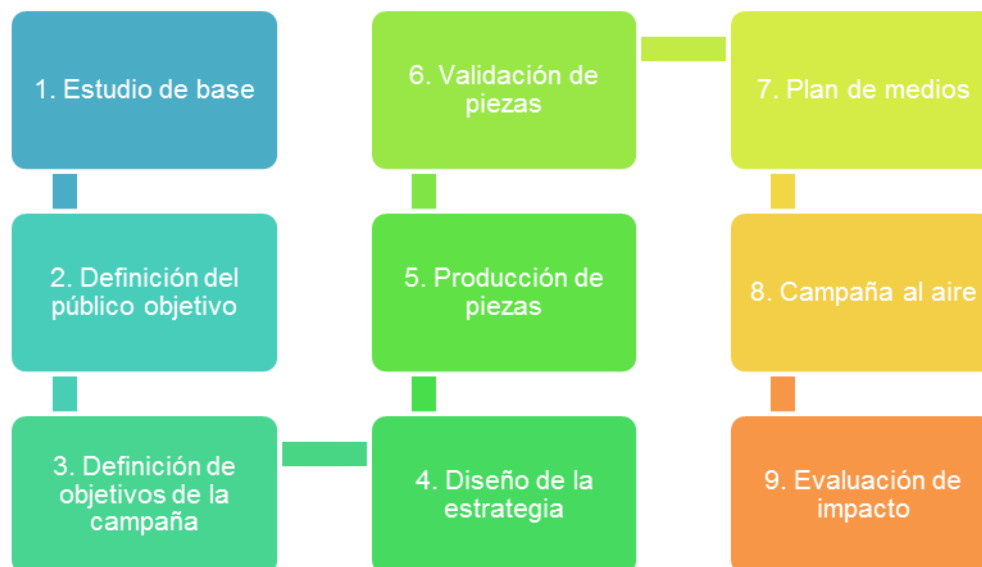 1. Estudio de base
2. Definición del
público objetivo
3. Definición de
objetivos de la
campaña
4. Diseño de la
estrategia
5. Producción de
piezas
6. Validación de
piezas
7. Plan de medios
8. Campaña al aire
9. Evaluación de
impacto